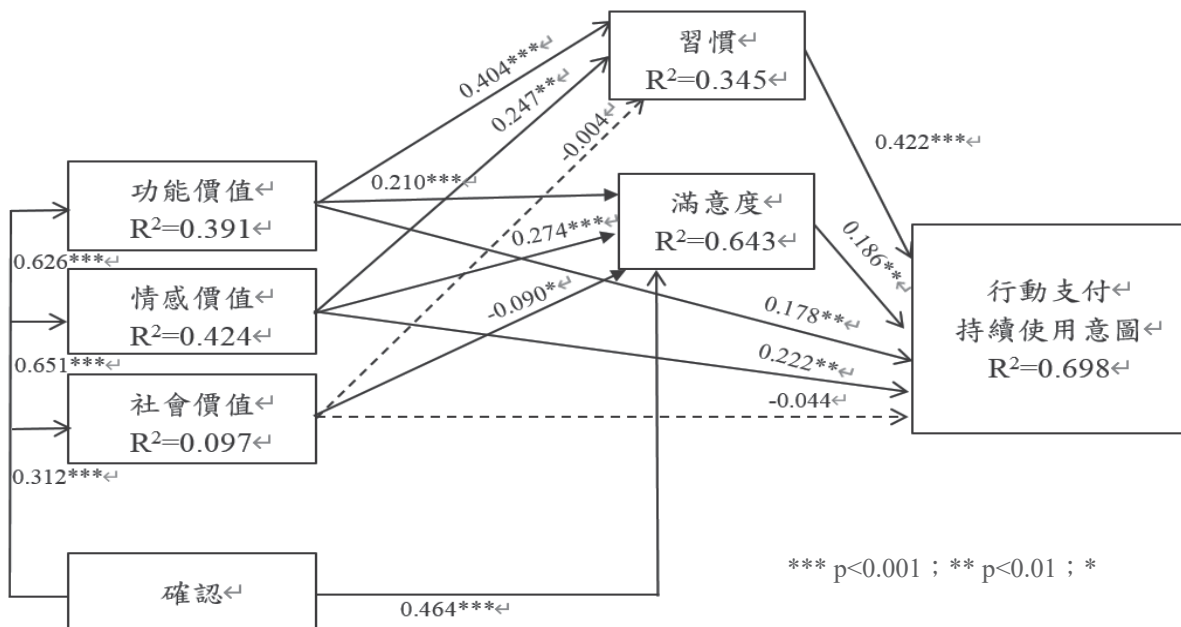 習慣↵
R²=0.345↵
0.404***↵
0.247**↵
-0.004↵
0.422***↵
功能價值↵
R²=0.391↵
0.210***↵
滿意度↵
R²=0.643↵
0.626***↵
0.274***↵
0.186**↵
情感價值↵
R²=0.424↵
-0.090*↵
0.178**↵
行動支付↵
持續使用意圖↵
R²=0.698↵
0.651***↵
0.222**↵
社會價值↵
R²=0.097↵
-0.044
0.312***↵
確認↵
0.464***↵
*** p<0.001；** p<0.01；*